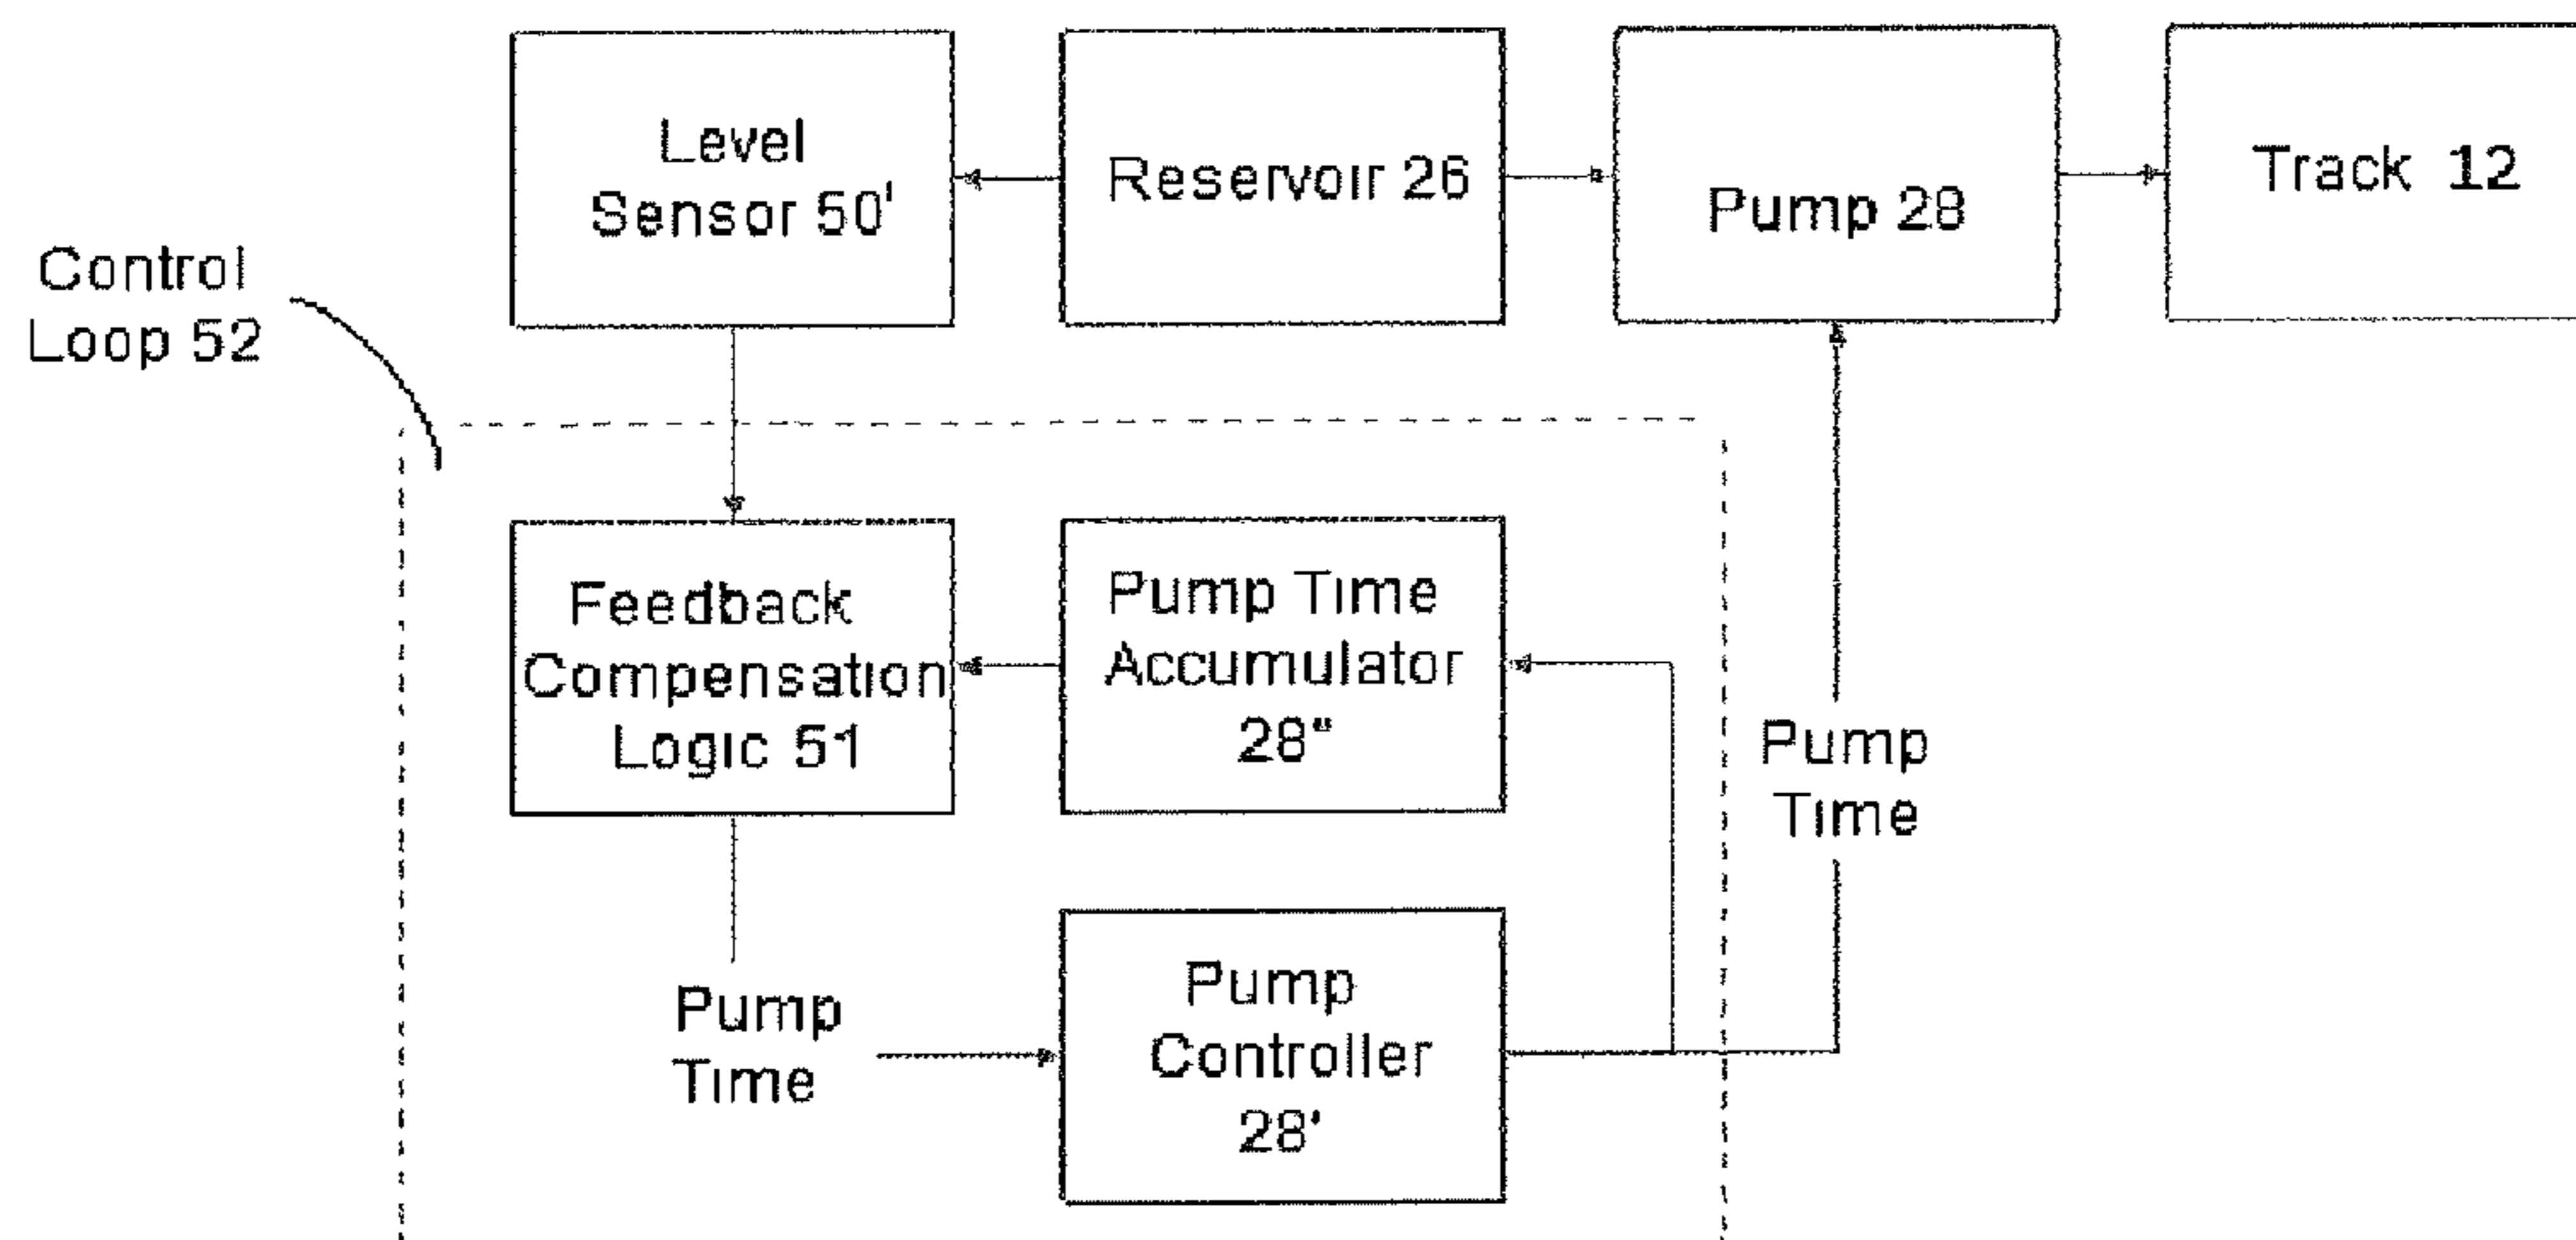 Level
Sensor 50'
Reservoir 26
Pump 28
Track 12
Control
Loop 52
Feedback
Compensation
Logic 51
Pump Time
Accumulator
28"
Pump
Time
Pump
Time
Pump
Controller
28'